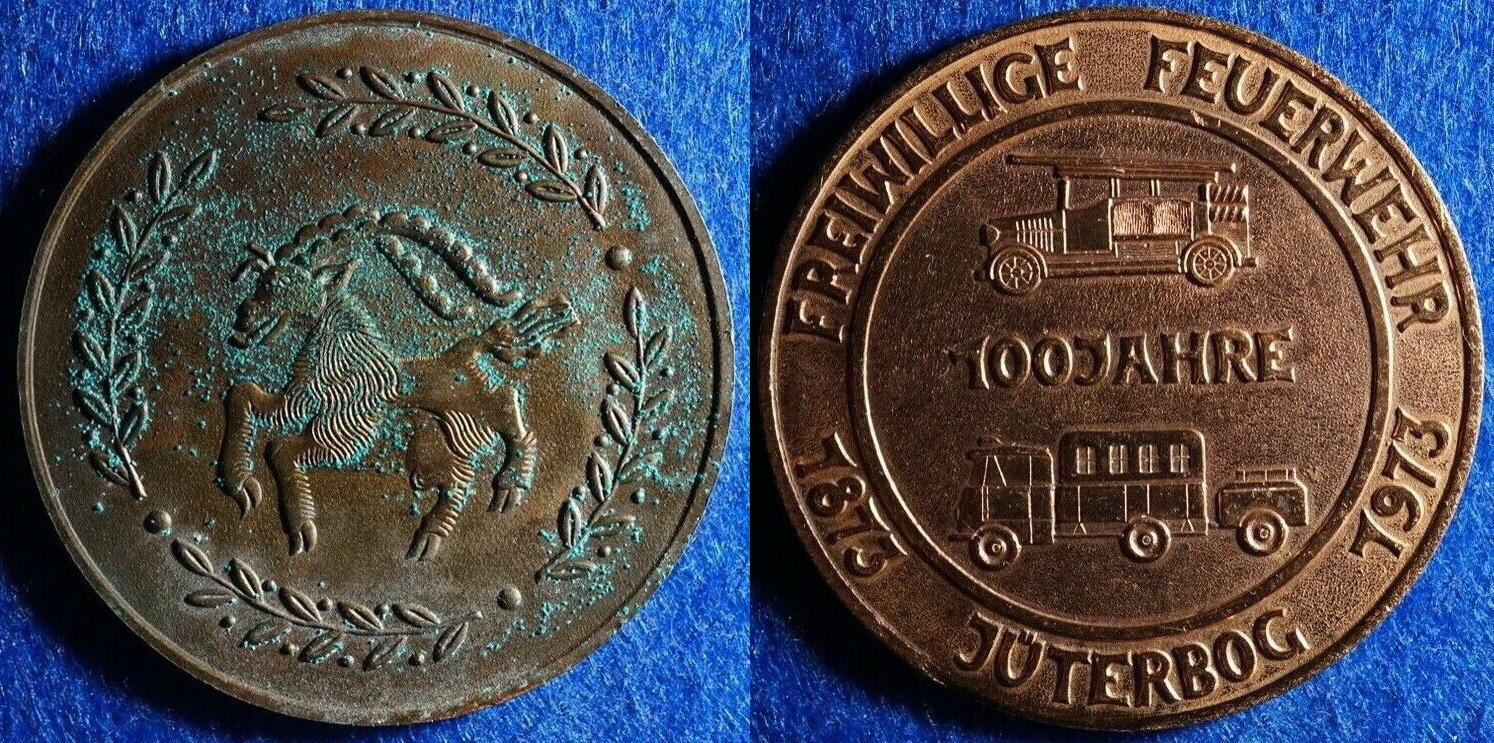 FREIWILLIGE FEUERWEHR
100 JAHRE
1873 1973
JÜTERBOG